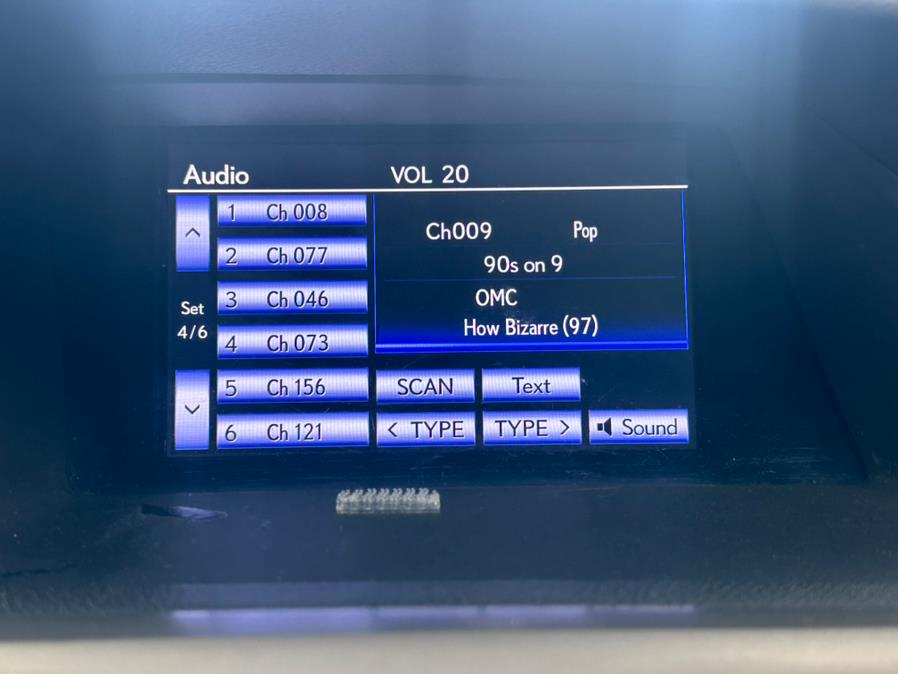 Audio VOL 20
1 Ch 008
2 Ch 077
3 Ch 046
4 Ch 073
5 Ch 156
6 Ch 121
Set
4/6
Ch009 Pop
90s on 9
OMC
How Bizarre (97)
SCAN Text
< TYPE TYPE > Sound